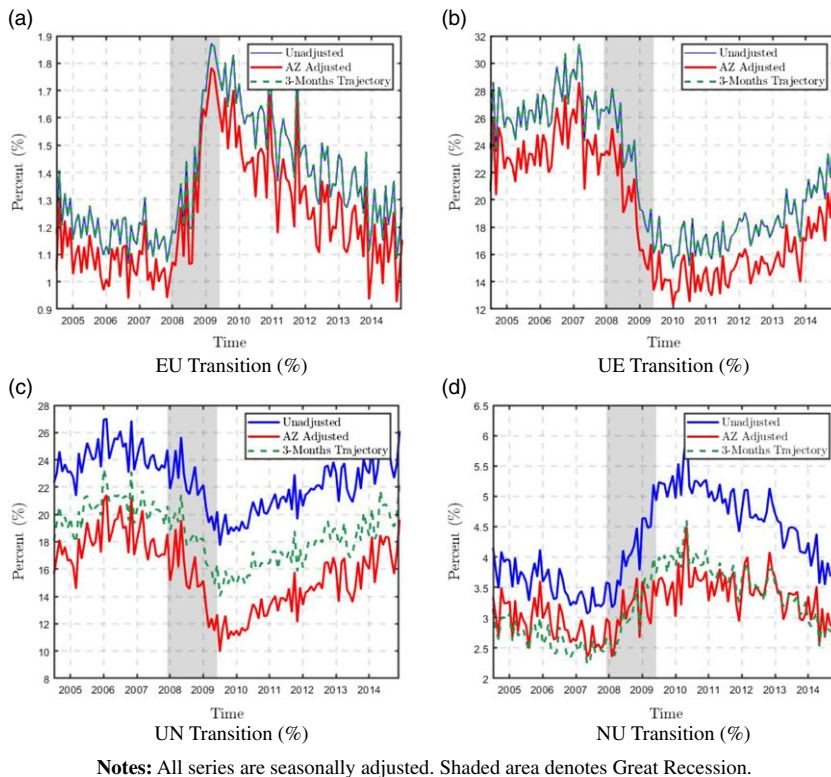 (a)
1.9
1.8
1.7
1.6
1.5
1.4
1.3
1.2
1.1
1
0.9
Percent (%)
Unadjusted
AZ Adjusted
3-Months Trajectory
2005 2006 2007 2008 2009 2010 2011 2012 2013 2014
Time
EU Transition (%)
(b)
32
30
28
26
24
22
20
18
16
14
12
Percent (%)
Unadjusted
AZ Adjusted
3-Months Trajectory
2005 2006 2007 2008 2009 2010 2011 2012 2013 2014
Time
UE Transition (%)
(c)
28
26
24
22
20
18
16
14
12
10
8
Percent (%)
Unadjusted
AZ Adjusted
3-Months Trajectory
2005 2006 2007 2008 2009 2010 2011 2012 2013 2014
Time
UN Transition (%)
(d)
6.5
6
5.5
5
4.5
4
3.5
3
2.5
2
Percent (%)
Unadjusted
AZ Adjusted
3-Months Trajectory
2005 2006 2007 2008 2009 2010 2011 2012 2013 2014
Time
NU Transition (%)
Notes: All series are seasonally adjusted. Shaded area denotes Great Recession.